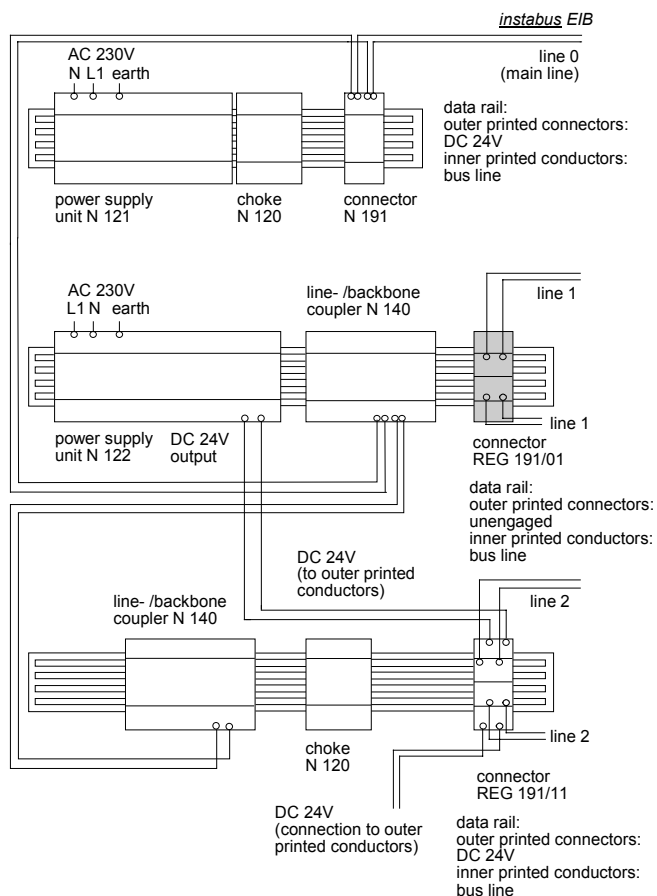 instabus EIB
line 0
(main line)
AC 230V
N L1 earth
data rail:
outer printed connectors:
DC 24V
inner printed conductors:
bus line
power supply
unit N 121
choke
N 120
connector
N 191
AC 230V
L1 N earth
line- /backbone
coupler N 140
line 1
line 1
power supply
unit N 122
DC 24V
output
connector
REG 191/01
data rail:
outer printed connectors:
unengaged
inner printed conductors:
bus line
DC 24V
(to outer printed
conductors)
line- /backbone
coupler N 140
line 2
line 2
choke
N 120
connector
REG 191/11
DC 24V
(connection to outer
printed conductors)
data rail:
outer printed connectors:
DC 24V
inner printed conductors:
bus line